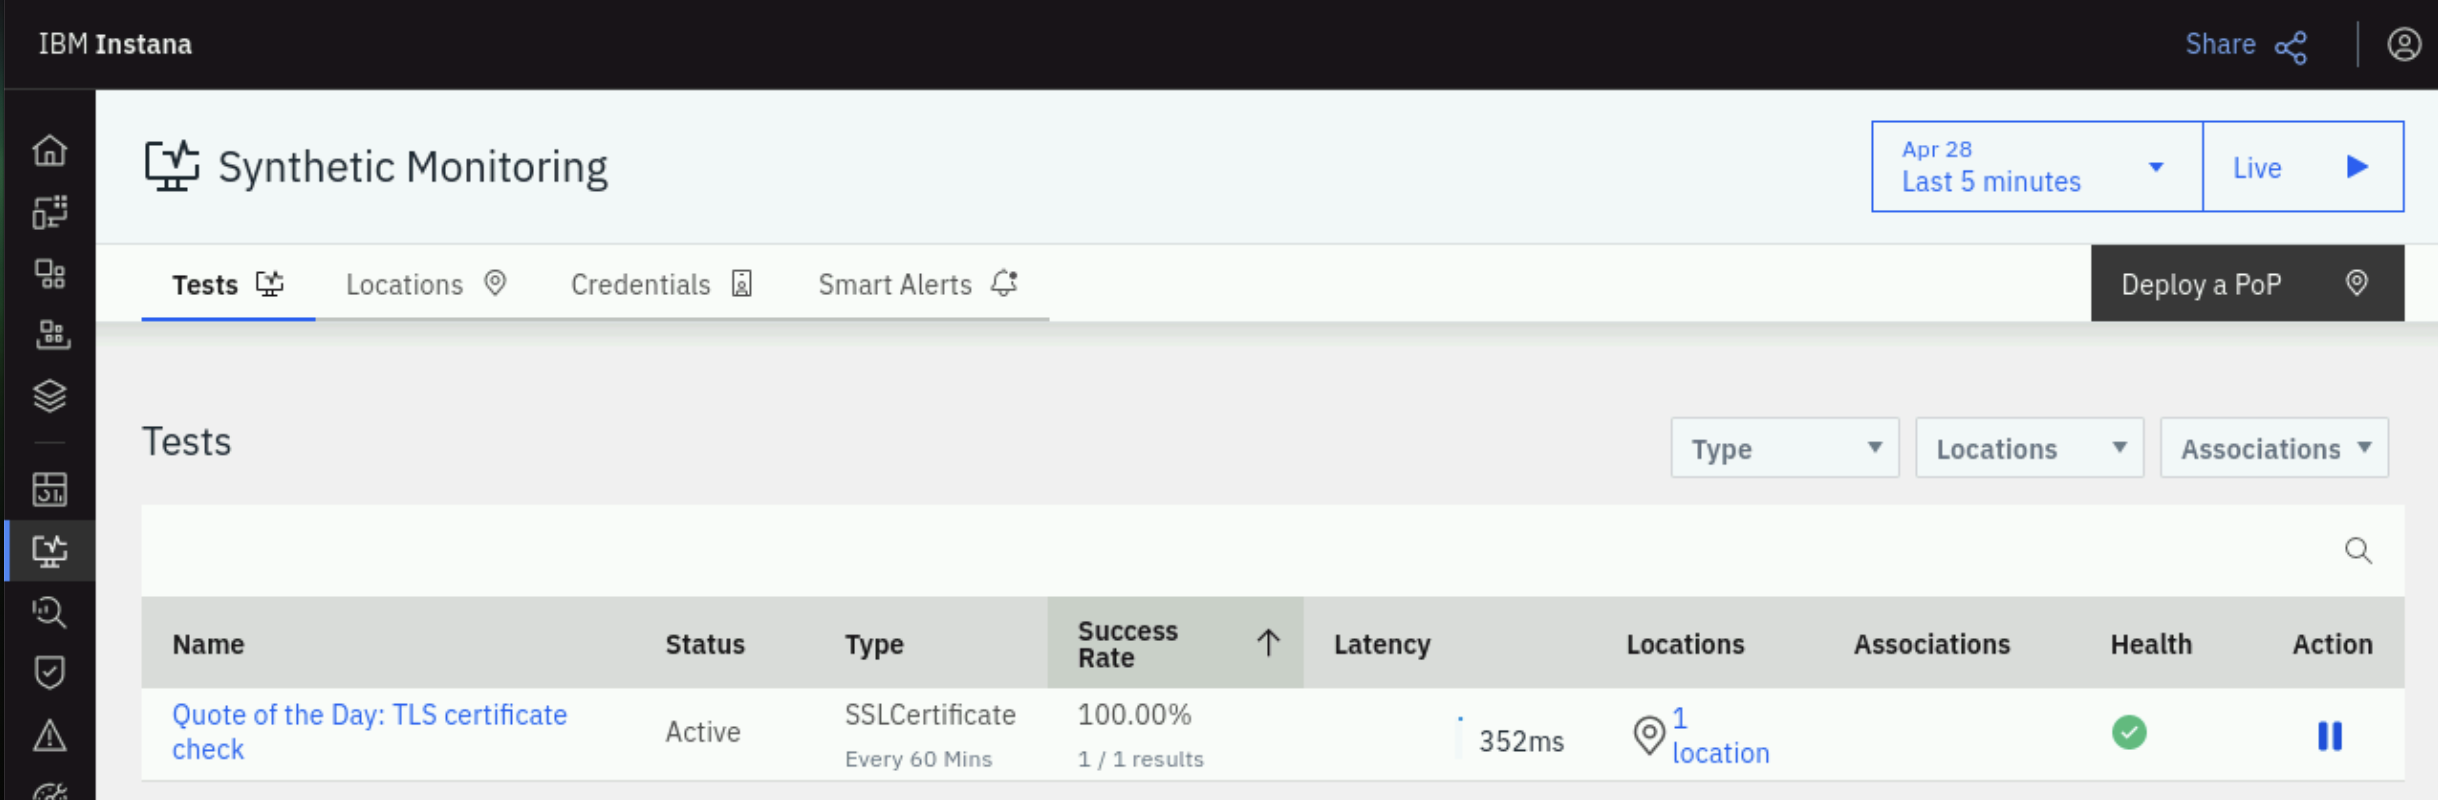 IBM Instana
Share
Synthetic Monitoring
Apr 28
Last 5 minutes
Live
Tests
Locations
Credentials
Smart Alerts
Deploy a PoP
Tests
Type
Locations
Associations
Name
Status
Type
Success
Rate
Latency
Locations
Associations
Health
Action
Quote of the Day: TLS certificate
check
Active
SSLCertificate
Every 60 Mins
100.00%
1 / 1 results
352ms
1
location